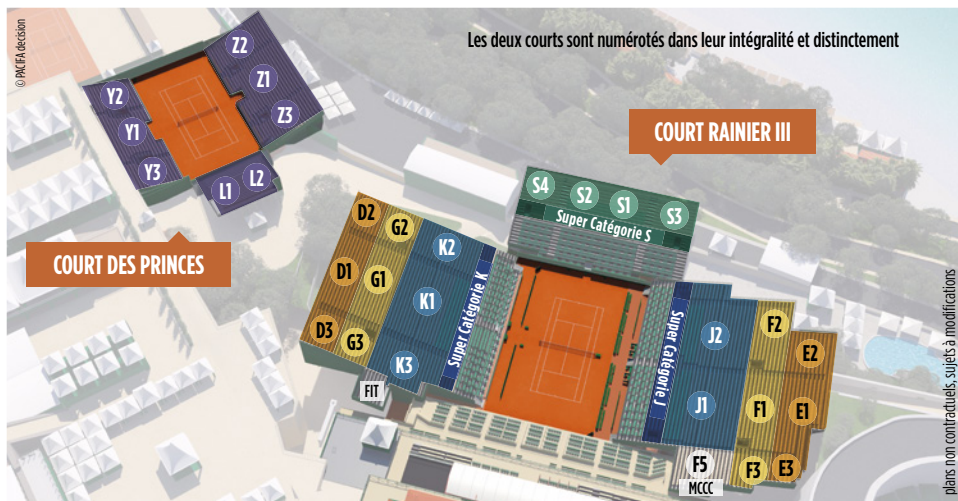 © PACIFA decision
Les deux courts sont numérotés dans leur intégralité et distinctement
Z2
Z1
Z3
Y2
Y1
Y3
L1
L2
COURT DES PRINCES
COURT RAINIER III
S4
S2
S1
S3
Super Catégorie S
D2
G2
K2
D1
G1
K1
D3
G3
K3
Super Catégorie K
FIT
Super Catégorie J
J2
J1
F2
E2
F1
E1
F5
F3
E3
MCCC
plans non contractuels, sujets à modifications